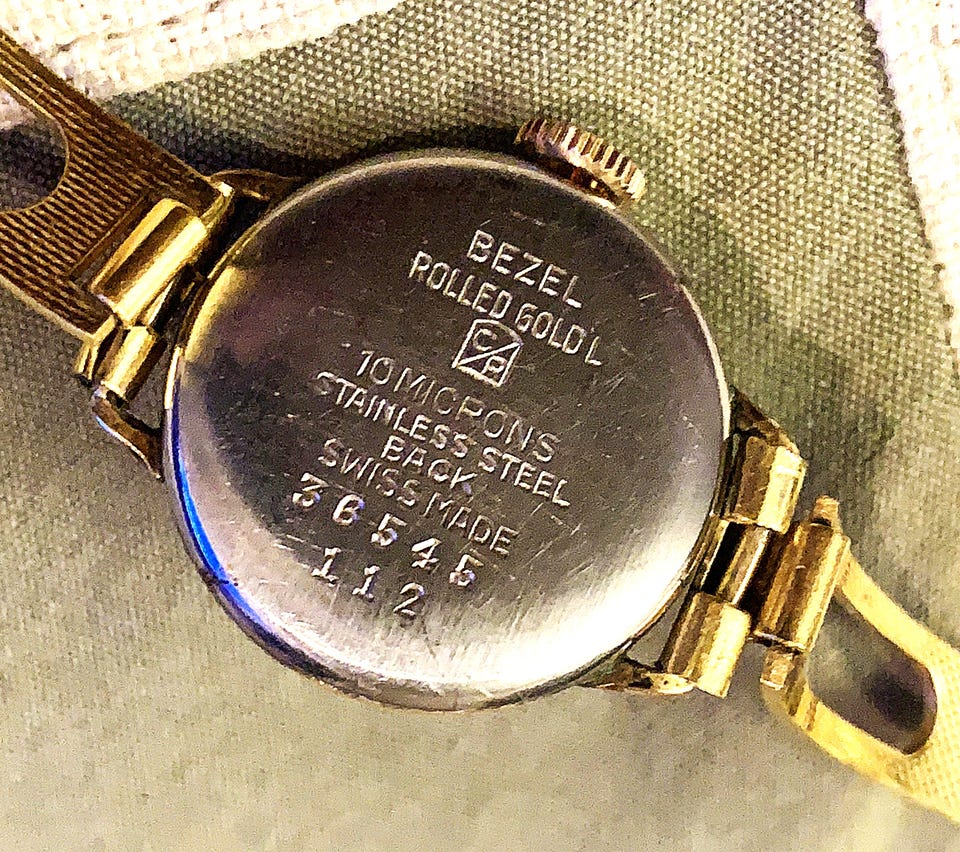 BEZEL
ROLLED GOLD L
C/P
10 MICRONS
STAINLESS STEEL
BACK
SWISS MADE
36545
112